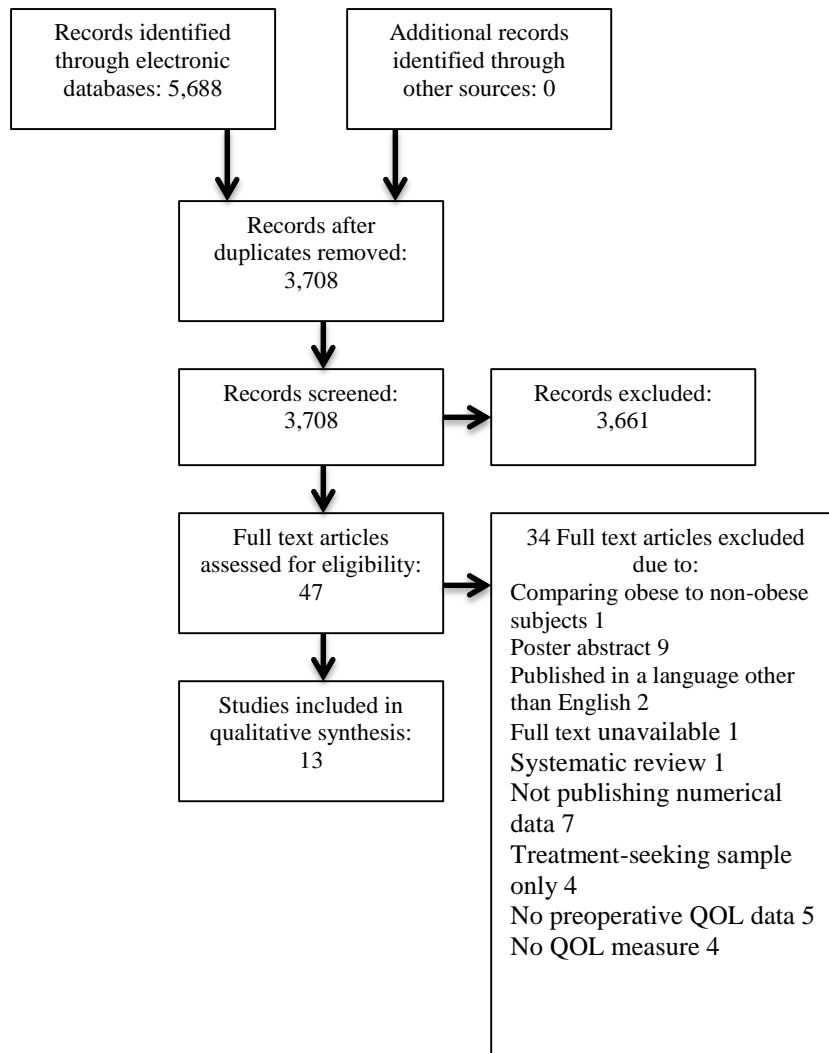 Records identified
through electronic
databases: 5,688
Additional records
identified through
other sources: 0
Records after
duplicates removed:
3,708
Records screened:
3,708
Records excluded:
3,661
Full text articles
assessed for eligibility:
47
34 Full text articles excluded
due to:
Comparing obese to non-obese
subjects 1
Poster abstract 9
Published in a language other
than English 2
Full text unavailable 1
Systematic review 1
Not publishing numerical
data 7
Treatment-seeking sample
only 4
No preoperative QOL data 5
No QOL measure 4
Studies included in
qualitative synthesis:
13